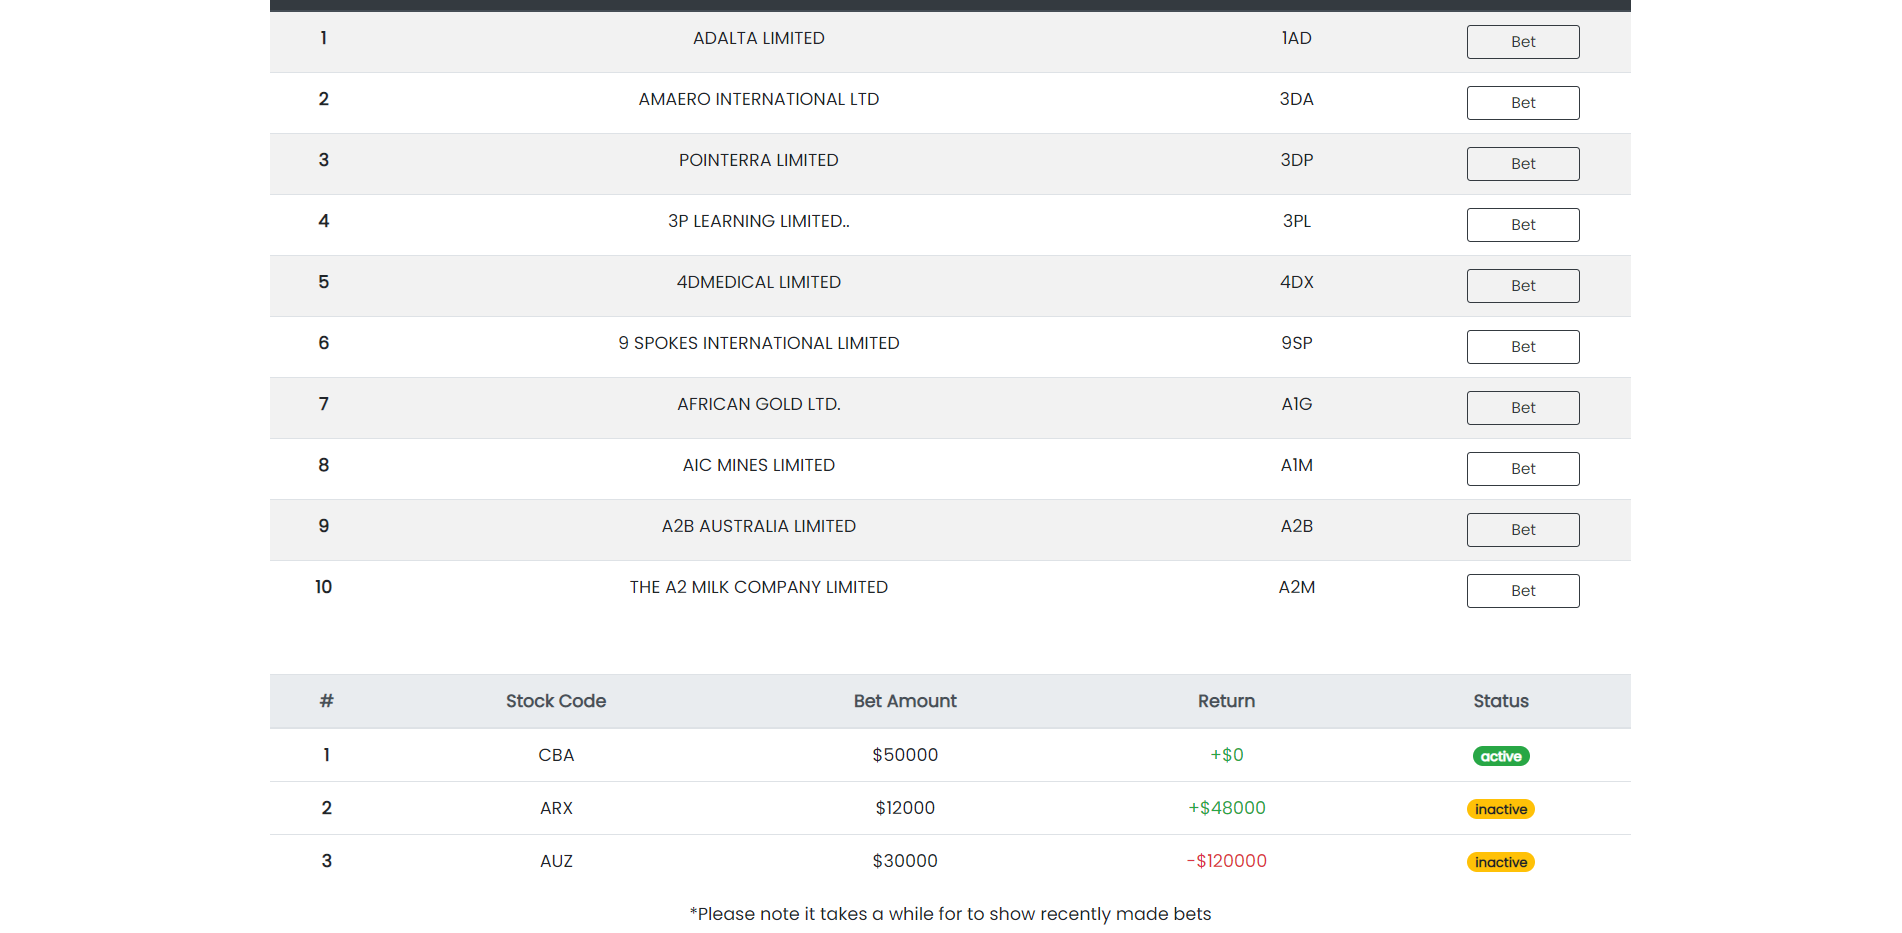 1 ADALTA LIMITED 1AD Bet
2 AMAERO INTERNATIONAL LTD 3DA Bet
3 POINTERRA LIMITED 3DP Bet
4 3P LEARNING LIMITED.. 3PL Bet
5 4DMEDICAL LIMITED 4DX Bet
6 9 SPOKES INTERNATIONAL LIMITED 9SP Bet
7 AFRICAN GOLD LTD. A1G Bet
8 AIC MINES LIMITED A1M Bet
9 A2B AUSTRALIA LIMITED A2B Bet
10 THE A2 MILK COMPANY LIMITED A2M Bet
# Stock Code Bet Amount Return Status
1 CBA $50000 +$0 active
2 ARX $12000 +$48000 inactive
3 AUZ $30000 -$120000 inactive
*Please note it takes a while for to show recently made bets